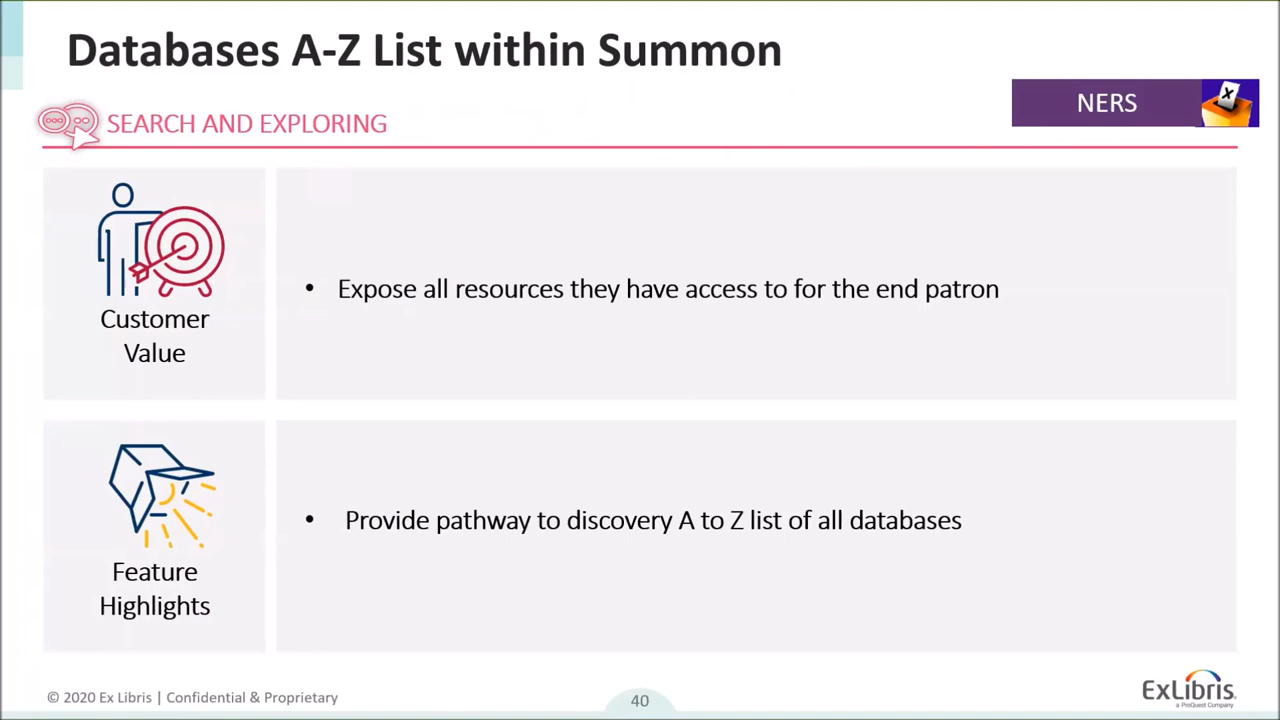 Databases A-Z List within Summon
NERS
X
SEARCH AND EXPLORING
Customer
Value
• Expose all resources they have access to for the end patron
Feature
Highlights
• Provide pathway to discovery A to Z list of all databases
© 2020 Ex Libris | Confidential & Proprietary
40
ExLibris
a ProQuest Company